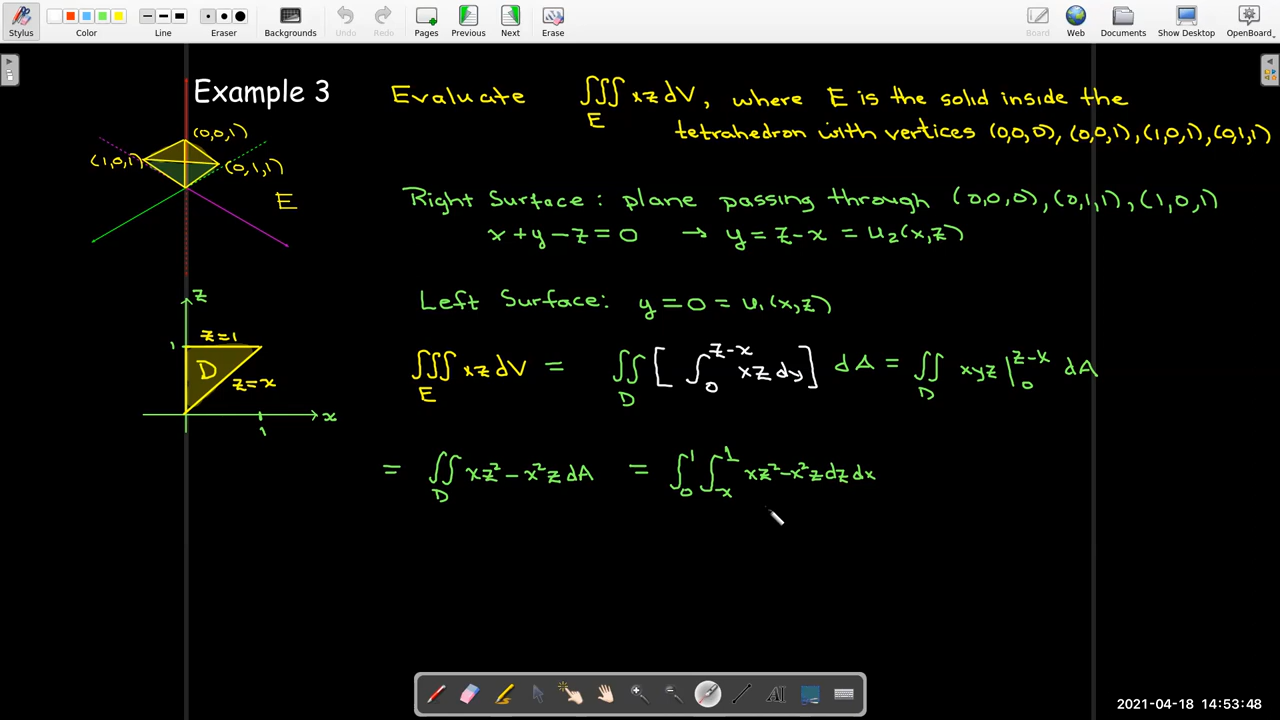 Stylus Color Line Eraser Backgrounds Undo Redo Pages Previous Next Erase Board Web Documents Show Desktop OpenBoard
Example 3 Evaluate ∭_E xz dV, where E is the solid inside the
tetrahedron with vertices (0,0,0), (0,0,1), (1,0,1), (0,1,1)
(0,0,1)
(1,0,1) (0,1,1)
E
Right Surface: plane passing through (0,0,0), (0,1,1), (1,0,1)
x+y-z=0 → y=z-x = u₂(x,z)
Left Surface: y=0=u₁(x,z)
z
z=1
1
D
z=x
x
1
∭_E xz dV = ∬_D [∫_0^{z-x} xz dy] dA = ∬_D xyz|_0^{z-x} dA
= ∬_D xz²-x²z dA = ∫_0^1 ∫_x^1 xz²-x²z dz dx
AI
2021-04-18 14:53:48